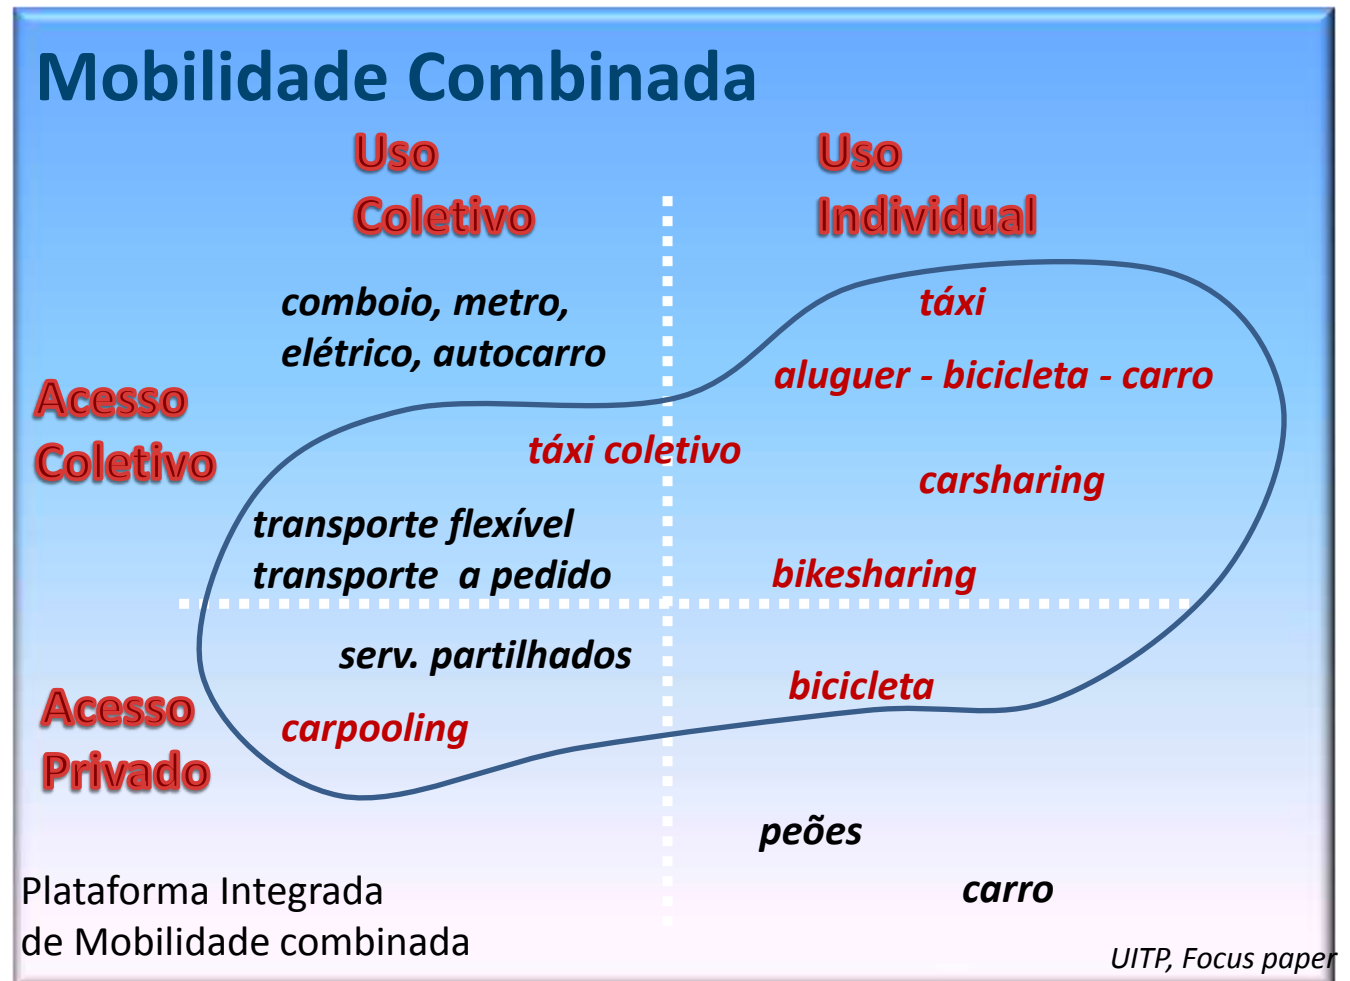 Mobilidade Combinada
Uso
Coletivo
Uso
Individual
comboio, metro,
elétrico, autocarro
táxi
aluguer - bicicleta - carro
Acesso
Coletivo
táxi coletivo
carsharing
transporte flexível
transporte a pedido
bikesharing
serv. partilhados
bicicleta
Acesso
Privado
carpooling
peões
carro
Plataforma Integrada
de Mobilidade combinada
UITP, Focus paper